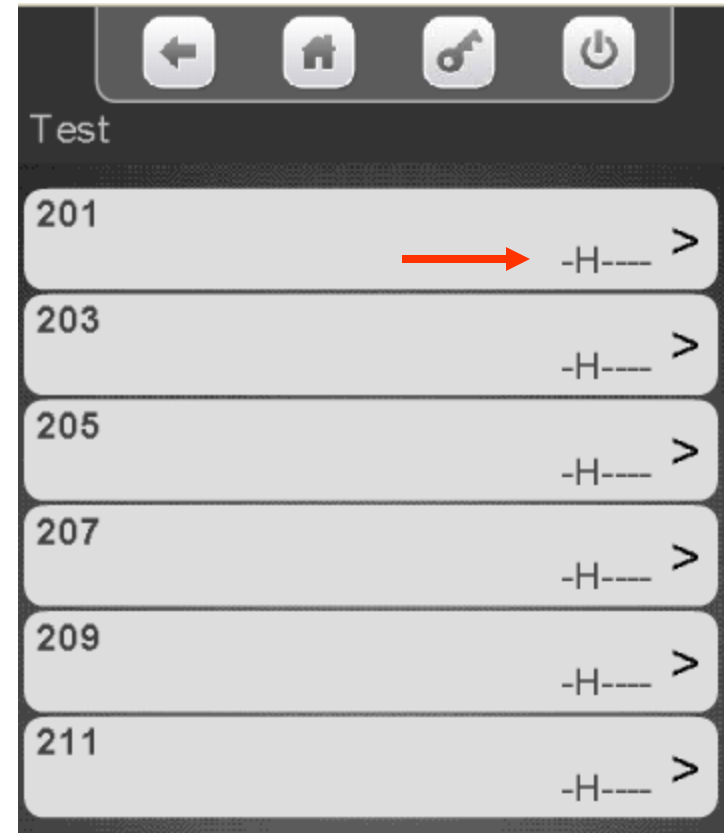 Test
201
-H---- >
203
-H---- >
205
-H---- >
207
-H---- >
209
-H---- >
211
-H---- >